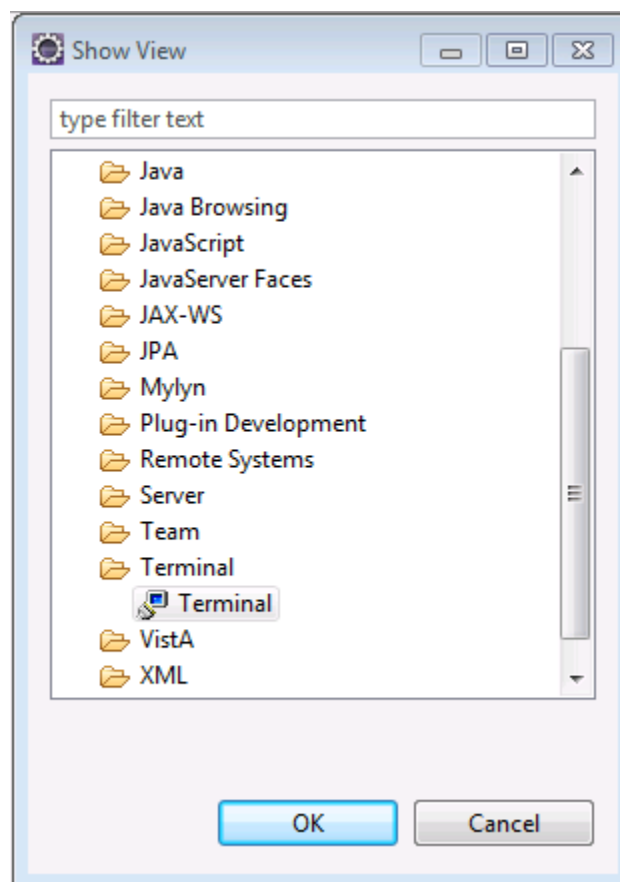 Show View
type filter text
Java
Java Browsing
JavaScript
JavaServer Faces
JAX-WS
JPA
Mylyn
Plug-in Development
Remote Systems
Server
Team
Terminal
Terminal
VistA
XML
OK Cancel